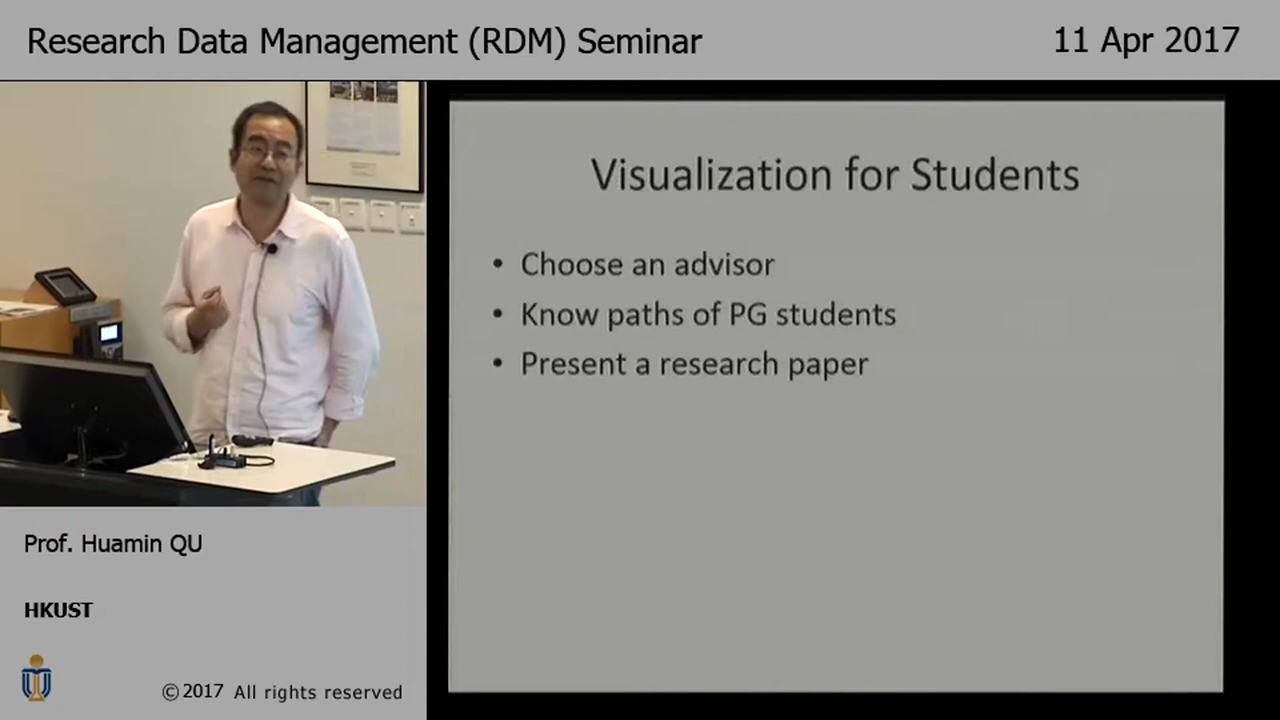 Research Data Management (RDM) Seminar
11 Apr 2017
Visualization for Students
• Choose an advisor
• Know paths of PG students
• Present a research paper
Prof. Huamin QU
HKUST
©2017 All rights reserved